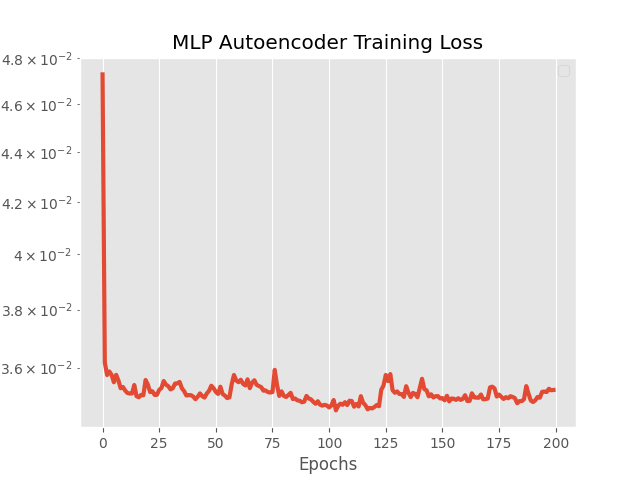 MLP Autoencoder Training Loss
4.8 × 10⁻²
4.6 × 10⁻²
4.4 × 10⁻²
4.2 × 10⁻²
4 × 10⁻²
3.8 × 10⁻²
3.6 × 10⁻²
0 25 50 75 100 125 150 175 200
Epochs